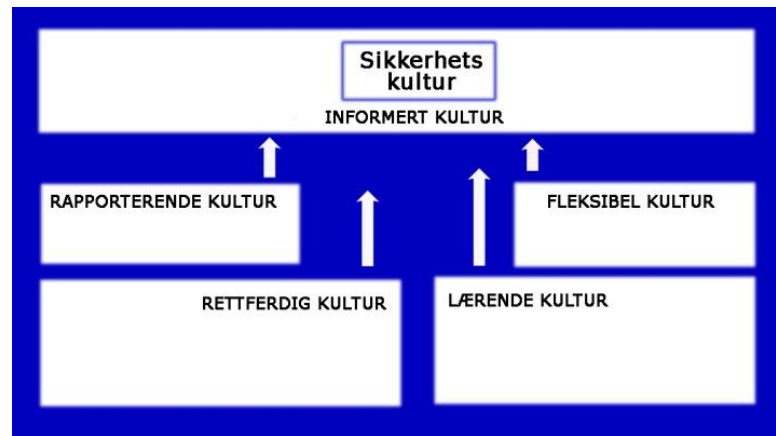 Sikkerhets
kultur
INFORMERT KULTUR
RAPPORTERENDE KULTUR
FLEKSIBEL KULTUR
RETTFERDIG KULTUR
LÆRENDE KULTUR